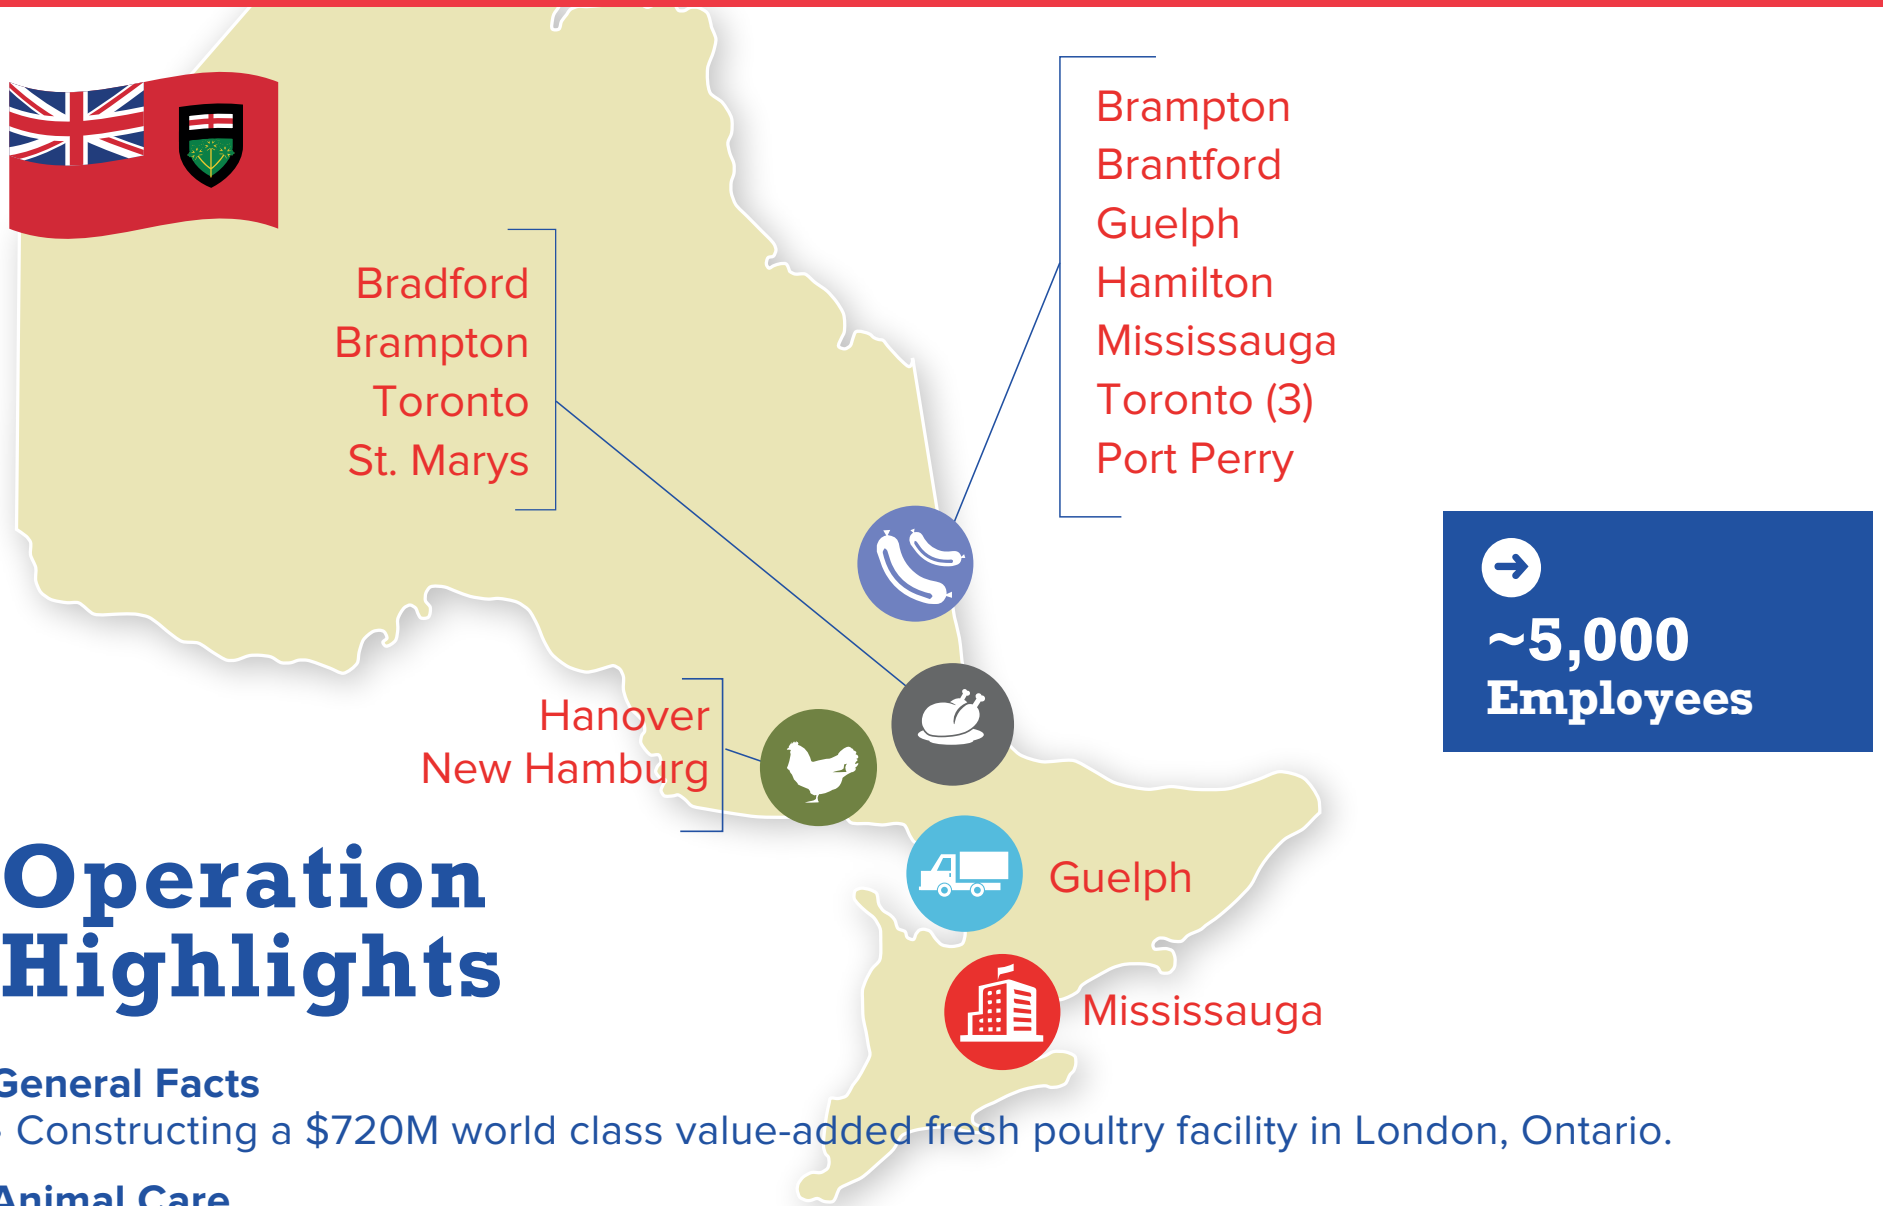 Brampton
Brantford
Guelph
Hamilton
Mississauga
Toronto (3)
Port Perry
Bradford
Brampton
Toronto
St. Marys
~5,000
Employees
Hanover
New Hamburg
Guelph
Mississauga
Operation
Highlights
General Facts
Constructing a $720M world class value-added fresh poultry facility in London, Ontario.
Animal Care